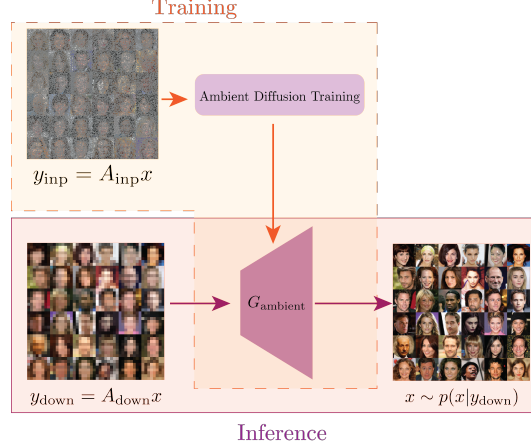 Training
Ambient Diffusion Training
y_inp = A_inp x
G_ambient
y_down = A_down x
x ∼ p(x|y_down)
Inference